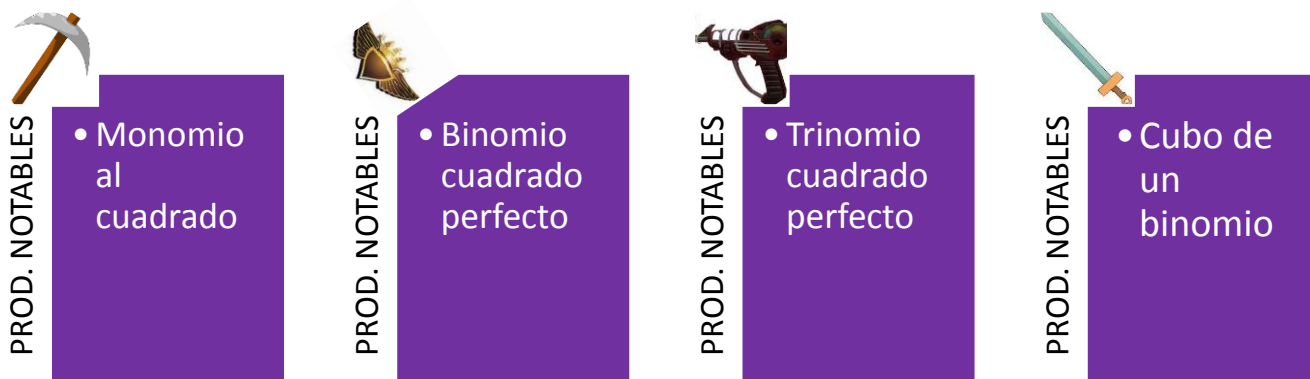 PROD. NOTABLES
• Monomio
al
cuadrado
PROD. NOTABLES
• Binomio
cuadrado
perfecto
PROD. NOTABLES
• Trinomio
cuadrado
perfecto
PROD. NOTABLES
• Cubo de
un
binomio